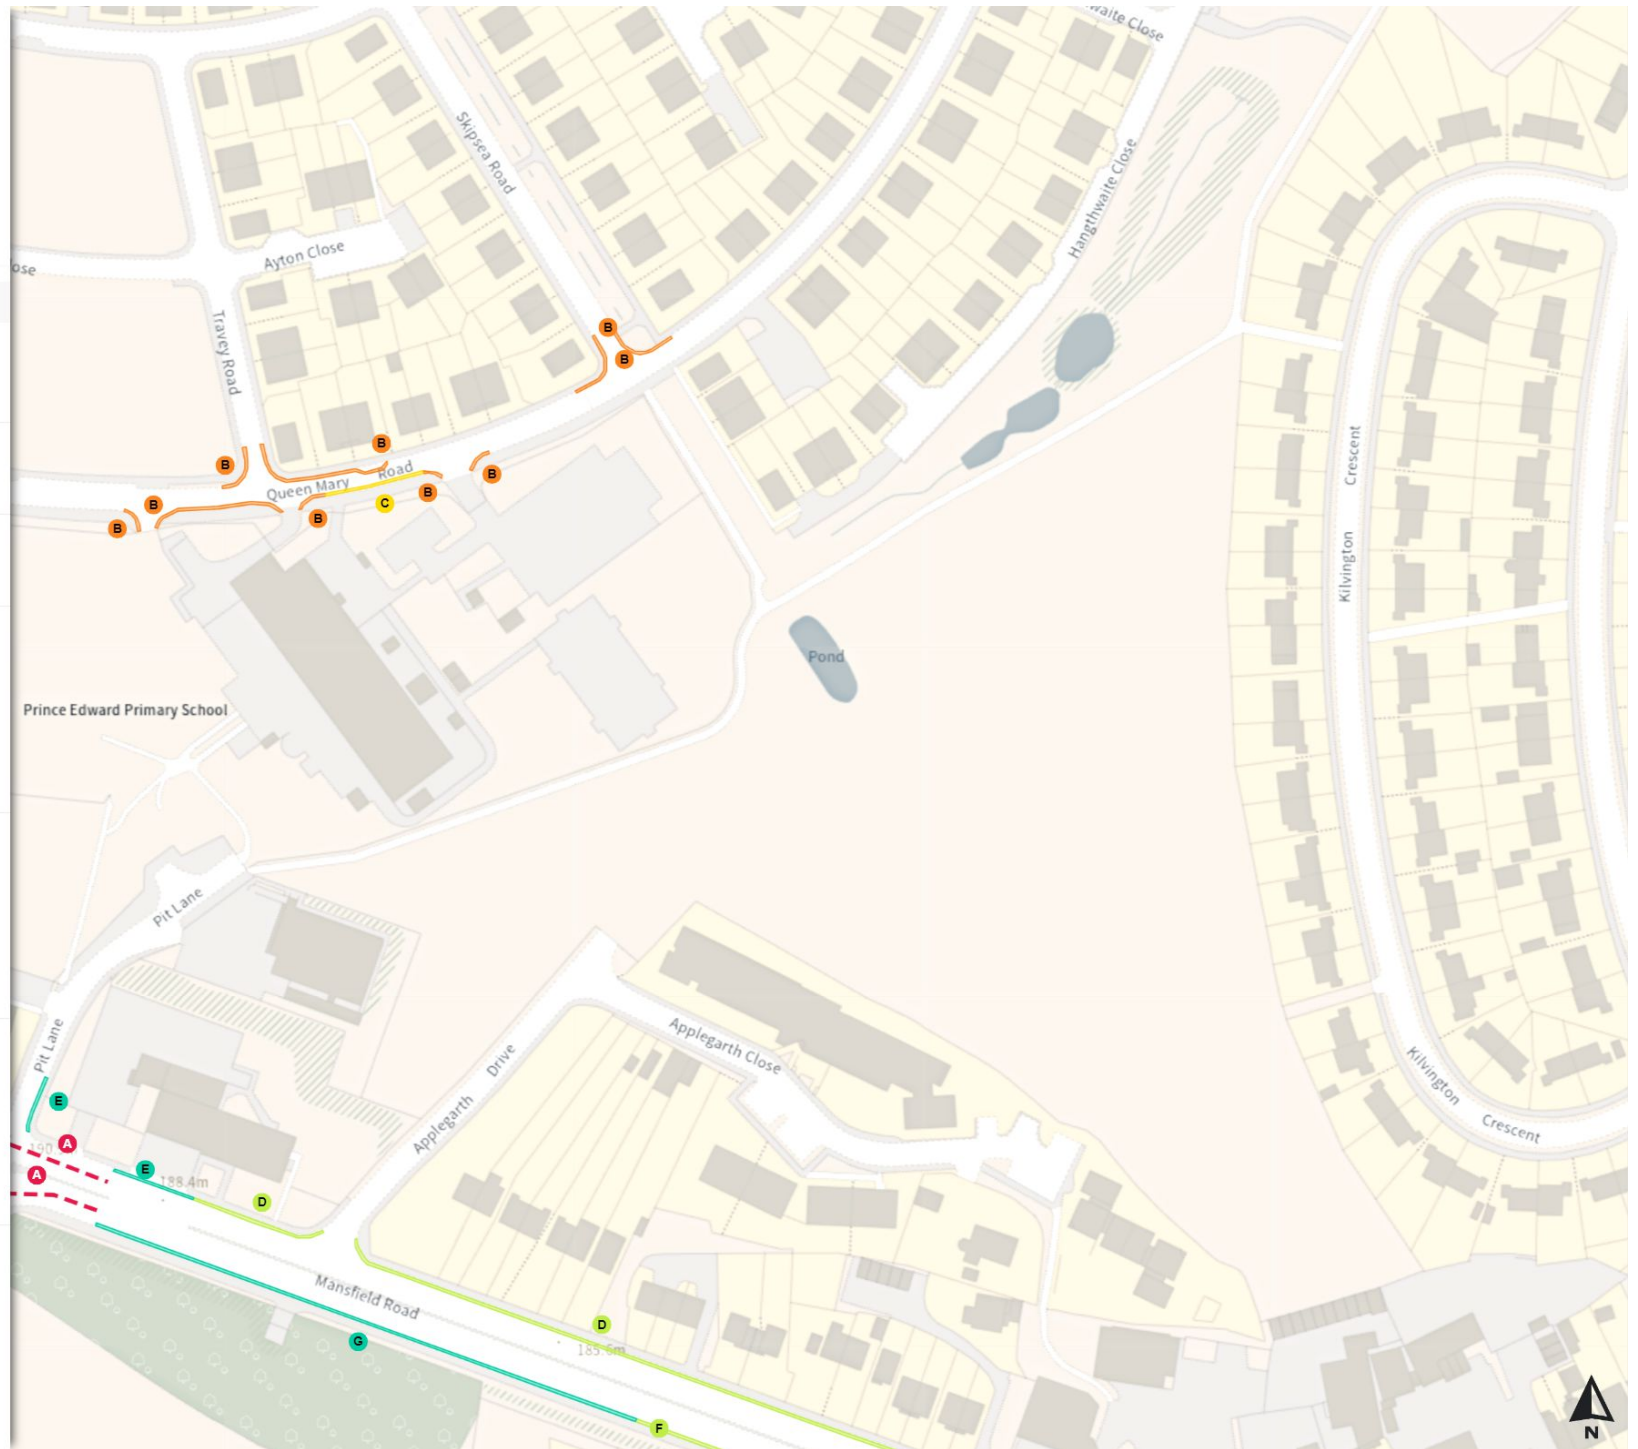 waite Close
Skipsea Road
Hangthwaite Close
Ayton Close
ose
Travey Road
B
B
B
B
Road
Queen Mary
B
B
C
B
B
B
B
Kilvington Crescent
Pond
Prince Edward Primary School
Pit Lane
Applegarth Close
Pit Lane
Applegarth Drive
Kilvington
Crescent
E
A
A
E
188.4m
D
Mansfield Road
G
D
185.6m
F
N